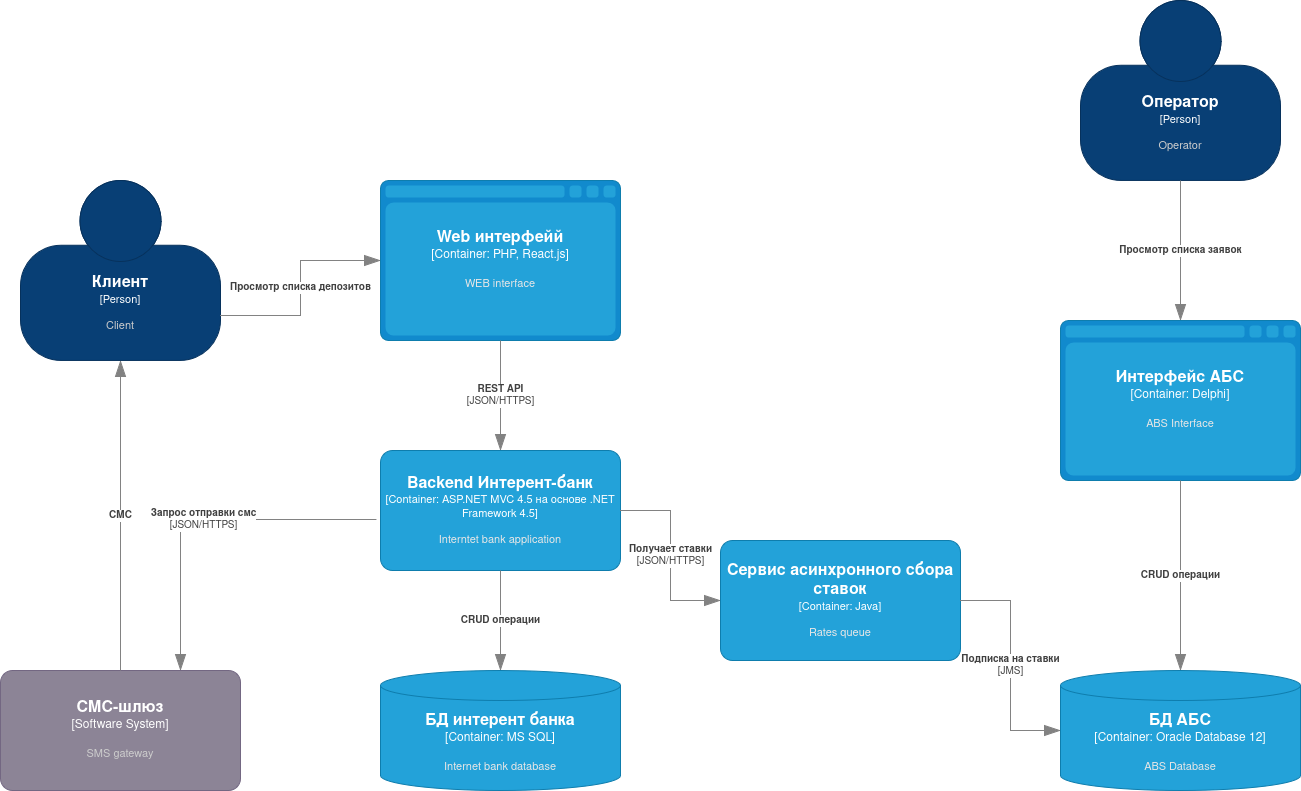 Оператор
[Person]
Operator
Просмотр списка заявок
Клиент
[Person]
Client
Просмотр списка депозитов
Web интерфейй
[Container: PHP, React.js]
WEB interface
REST API
[JSON/HTTPS]
Интерфейс АБС
[Container: Delphi]
ABS Interface
Backend Интерент-банк
[Container: ASP.NET MVC 4.5 на основе .NET
Framework 4.5]
Interntet bank application
СМС
Запрос отправки смс
[JSON/HTTPS]
Получает ставки
[JSON/HTTPS]
Сервис асинхронного сбора
ставок
[Container: Java]
Rates queue
CRUD операции
CRUD операции
Подписка на ставки
[JMS]
СМС-шлюз
[Software System]
SMS gateway
БД интерент банка
[Container: MS SQL]
Internet bank database
БД АБС
[Container: Oracle Database 12]
ABS Database